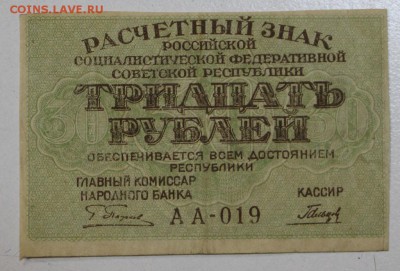 COINS.LAVE.RU
РАСЧЕТНЫЙ ЗНАК
РОССИЙСКОЙ
СОЦИАЛИСТИЧЕСКОЙ ФЕДЕРАТИВНОЙ
СОВЕТСКОЙ РЕСПУБЛИКИ
ТРИДЦАТЬ
РУБЛЕЙ
ОБЕСПЕЧИВАЕТСЯ ВСЕМ ДОСТОЯНИЕМ
РЕСПУБЛИКИ
ГЛАВНЫЙ КОМИССАР
НАРОДНОГО БАНКА
КАССИР
АА-019